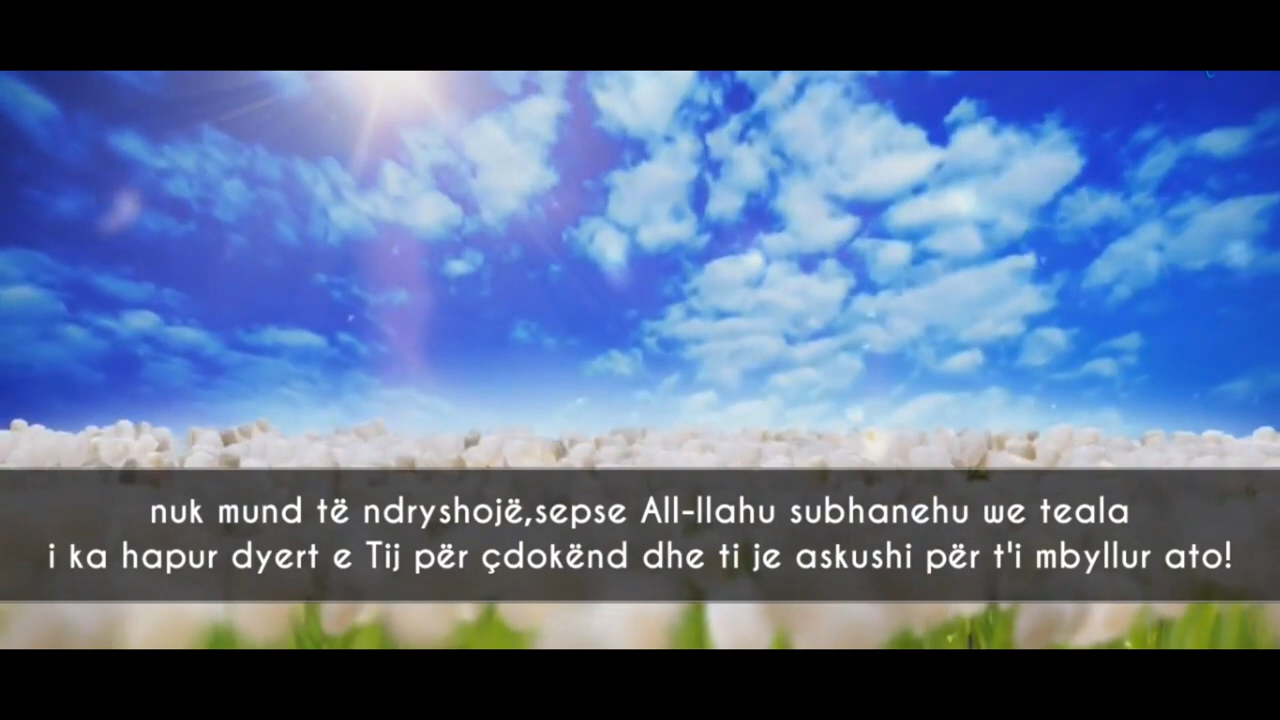 nuk mund të ndryshojë,sepse All-llahu subhanehu we teala
i ka hapur dyert e Tij për çdokënd dhe ti je askushi për t'i mbyllur ato!